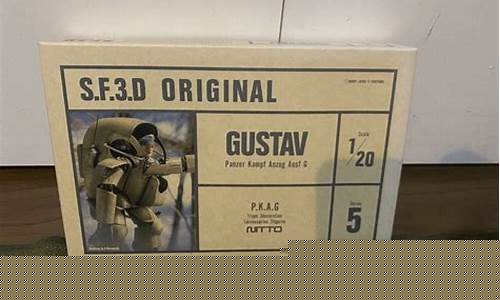 S.F.3.D ORIGINAL
GUSTAV
Panzer Kampf Anzug Ausf G
Scale
1/20
P.K.A.G
NITTO
Series
5